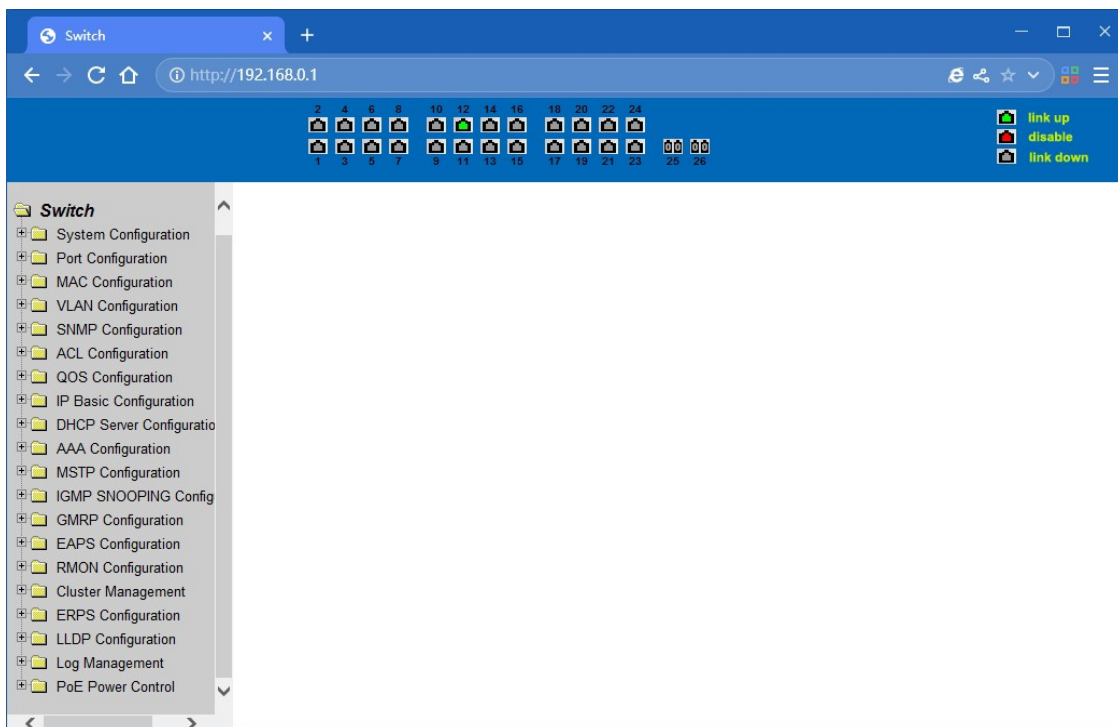 Switch
http://192.168.0.1
2 4 6 8 10 12 14 16 18 20 22 24
1 3 5 7 9 11 13 15 17 19 21 23 25 26
link up
disable
link down
Switch
System Configuration
Port Configuration
MAC Configuration
VLAN Configuration
SNMP Configuration
ACL Configuration
QOS Configuration
IP Basic Configuration
DHCP Server Configuratio
AAA Configuration
MSTP Configuration
IGMP SNOOPING Config
GMRP Configuration
EAPS Configuration
RMON Configuration
Cluster Management
ERPS Configuration
LLDP Configuration
Log Management
PoE Power Control